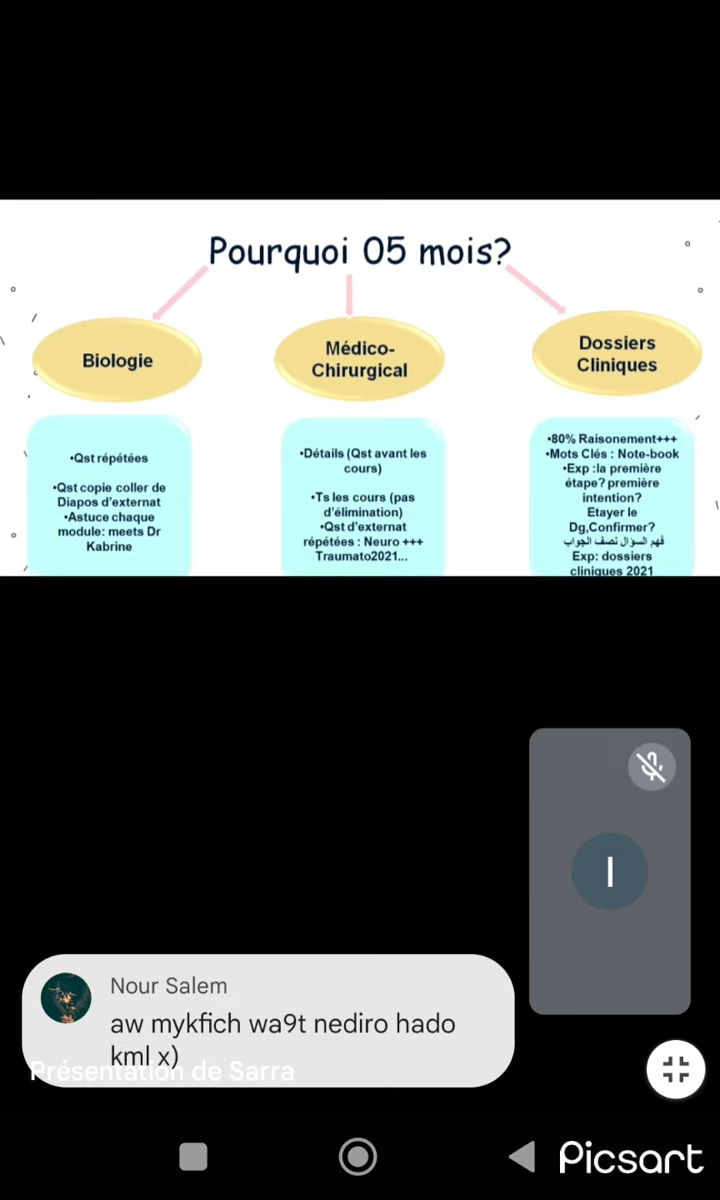 Pourquoi 05 mois?
Biologie
•Qst répétées
•Qst copie coller de
Diapos d'externat
•Astuce chaque
module: meets Dr
Kabrine
Médico-
Chirurgical
•Détails (Qst avant les
cours)
•Ts les cours (pas
d'élimination)
•Qst d'externat
répétées : Neuro +++
Traumato2021...
Dossiers
Cliniques
•80% Raisonement+++
•Mots Clés : Note-book
•Exp :la première
étape? première
intention?
Etayer le
Dg,Confirmer?
فهم السؤال نصف الجواب
Exp: dossiers
cliniques 2021
I
Nour Salem
aw mykfich wa9t nediro hado
kml x)
Présentation de Sarra
Picsart